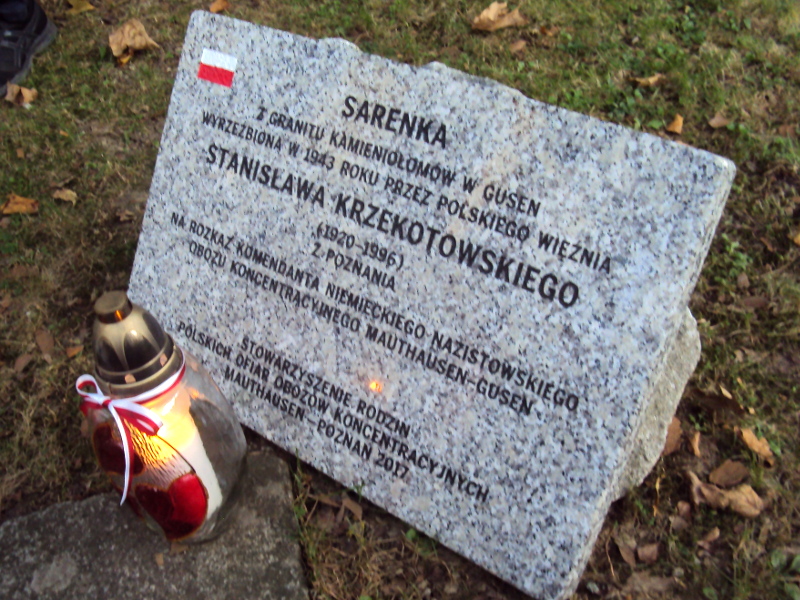 SARENKA
Z GRANITU KAMIENIOŁOMÓW W GUSEN
WYRZEŹBIONA W 1943 ROKU PRZEZ POLSKIEGO WIĘŹNIA
STANISŁAWA KRZEKOTOWSKIEGO
(1920-1996)
Z POZNANIA
NA ROZKAZ KOMENDANTA NIEMIECKIEGO NAZISTOWSKIEGO
OBOZU KONCENTRACYJNEGO MAUTHAUSEN-GUSEN
STOWARZYSZENIE RODZIN
POLSKICH OFIAR OBOZÓW KONCENTRACYJNYCH
MAUTHAUSEN - POZNAŃ 2017